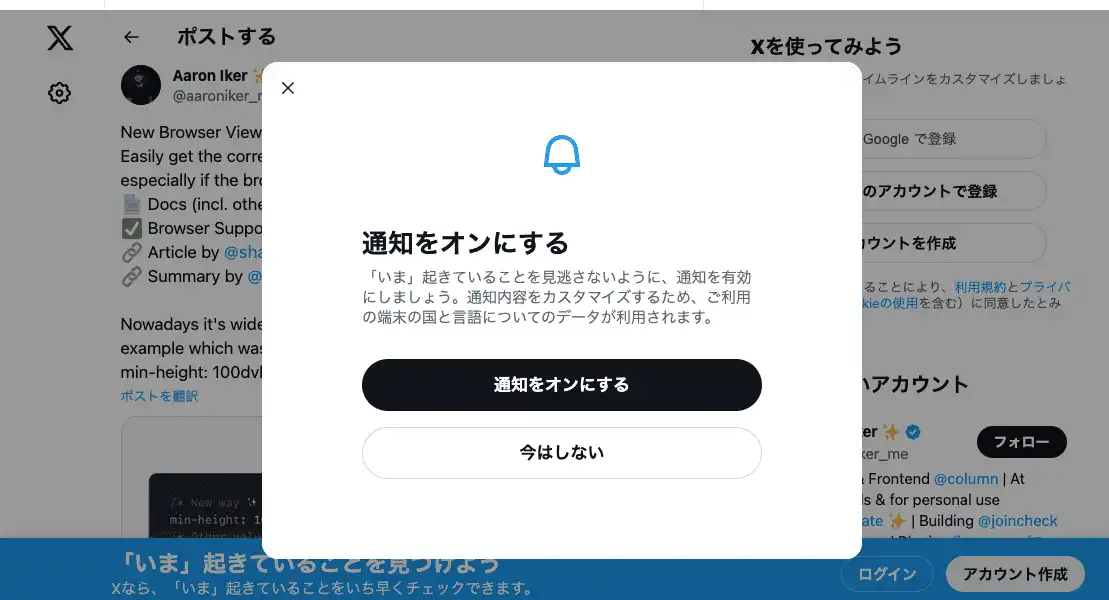 ポストする
Aaron Iker
@aaroniker_
New Browser View
Easily get the corre
especially if the bro
Docs (incl. othe
Browser Suppo
Article by @sha
Summary by @
Nowadays it's wide
example which was
min-height: 100dvl
ポストを翻訳
/* New way
min-height: 10
通知をオンにする
「いま」起きていることを見逃さないように、通知を有効
にしましょう。通知内容をカスタマイズするため、ご利用
の端末の国と言語についてのデータが利用されます。
通知をオンにする
今はしない
Xを使ってみよう
イムラインをカスタマイズしましょ
Google で登録
のアカウントで登録
ウントを作成
ることにより、利用規約とプライバ
kieの使用を含む）に同意したとみ
いアカウント
ker
ker_me
フォロー
Frontend @column | At
ls & for personal use
ate | Building @joincheck
「いま」起きていることを見つけよう
Xなら、「いま」起きていることをいち早くチェックできます。
ログイン
アカウント作成